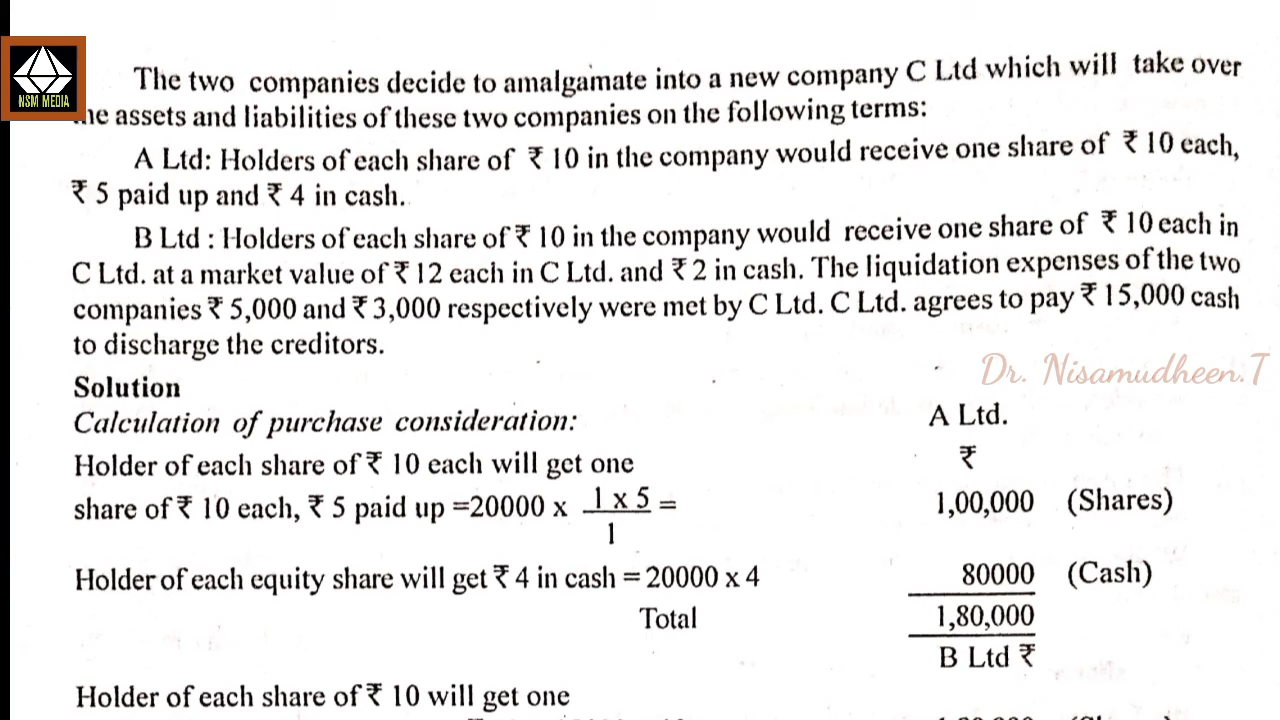 NSM MEDIA
The two companies decide to amalgamate into a new company C Ltd which will take over
the assets and liabilities of these two companies on the following terms:
A Ltd: Holders of each share of ₹ 10 in the company would receive one share of ₹ 10 each,
₹ 5 paid up and ₹ 4 in cash.
B Ltd : Holders of each share of ₹ 10 in the company would receive one share of ₹ 10 each in
C Ltd. at a market value of ₹ 12 each in C Ltd. and ₹ 2 in cash. The liquidation expenses of the two
companies ₹ 5,000 and ₹ 3,000 respectively were met by C Ltd. C Ltd. agrees to pay ₹ 15,000 cash
to discharge the creditors.
Dr. Nisamudheen.T
Solution
Calculation of purchase consideration: A Ltd.
Holder of each share of ₹ 10 each will get one ₹
share of ₹ 10 each, ₹ 5 paid up =20000 x 1 x 5 = 1,00,000 (Shares)
1
Holder of each equity share will get ₹ 4 in cash = 20000 x 4 80000 (Cash)
Total 1,80,000
B Ltd ₹
Holder of each share of ₹ 10 will get one